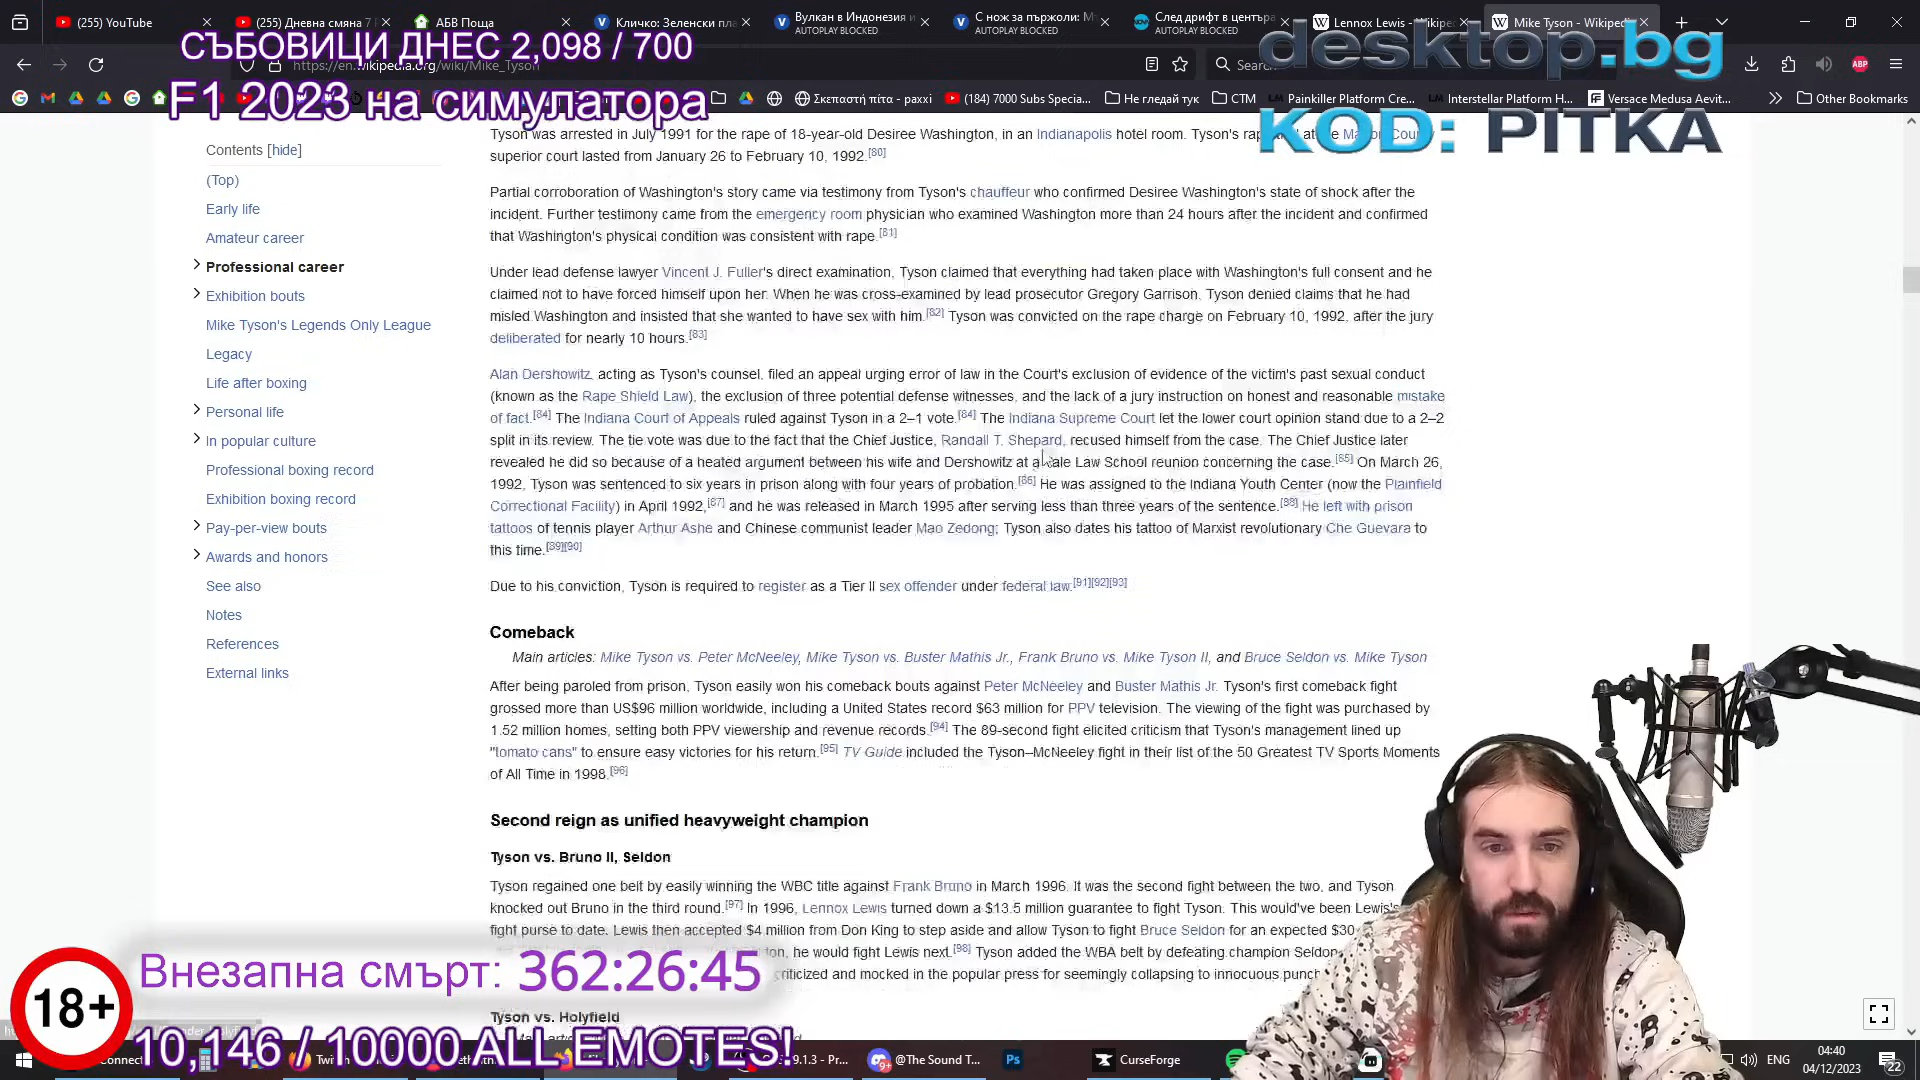 (255) YouTube
(255) Дневна смяна 7
АБВ Поща
Кличко: Зеленски пла
Вулкан в Индонезия и
AUTOPLAY BLOCKED
С нож за пържоли: М
AUTOPLAY BLOCKED
След дрифт в центъра
AUTOPLAY BLOCKED
Lennox Lewis - Wikipe
Mike Tyson - Wikipedi
СЪБОВИЦИ ДНЕС 2,098 / 700
desktop.bg
https://en.wikipedia.org/wiki/Mike_Tyson
Search
F1 2023 на симулатора
Σκεπαστή πίτα - paxxi
(184) 7000 Subs Specia...
Не гледай тук
СТМ
Painkiller Platform Cre...
Interstellar Platform H...
Versace Medusa Aevit...
Other Bookmarks
KOD: PITKA
Contents [hide]
(Top)
Early life
Amateur career
Professional career
Exhibition bouts
Mike Tyson's Legends Only League
Legacy
Life after boxing
Personal life
In popular culture
Professional boxing record
Exhibition boxing record
Pay-per-view bouts
Awards and honors
See also
Notes
References
External links
Tyson was arrested in July 1991 for the rape of 18-year-old Desiree Washington, in an Indianapolis hotel room. Tyson's
superior court lasted from January 26 to February 10, 1992.[80]
Partial corroboration of Washington's story came via testimony from Tyson's chauffeur who confirmed Desiree Washington's state of shock after the
incident. Further testimony came from the emergency room physician who examined Washington more than 24 hours after the incident and confirmed
that Washington's physical condition was consistent with rape.[81]
Under lead defense lawyer Vincent J. Fuller's direct examination, Tyson claimed that everything had taken place with Washington's full consent and he
claimed not to have forced himself upon her. When he was cross-examined by lead prosecutor Gregory Garrison, Tyson denied claims that he had
misled Washington and insisted that she wanted to have sex with him.[82] Tyson was convicted on the rape charge on February 10, 1992, after the jury
deliberated for nearly 10 hours.[83]
Alan Dershowitz, acting as Tyson's counsel, filed an appeal urging error of law in the Court's exclusion of evidence of the victim's past sexual conduct
(known as the Rape Shield Law), the exclusion of three potential defense witnesses, and the lack of a jury instruction on honest and reasonable mistake
of fact.[84] The Indiana Court of Appeals ruled against Tyson in a 2–1 vote.[84] The Indiana Supreme Court let the lower court opinion stand due to a 2–2
split in its review. The tie vote was due to the fact that the Chief Justice, Randall T. Shepard, recused himself from the case. The Chief Justice later
revealed he did so because of a heated argument between his wife and Dershowitz at a Yale Law School reunion concerning the case.[85] On March 26,
1992, Tyson was sentenced to six years in prison along with four years of probation.[86] He was assigned to the Indiana Youth Center (now the Plainfield
Correctional Facility) in April 1992,[87] and he was released in March 1995 after serving less than three years of the sentence.[88] He left with prison
tattoos of tennis player Arthur Ashe and Chinese communist leader Mao Zedong; Tyson also dates his tattoo of Marxist revolutionary Che Guevara to
this time.[89][90]
Due to his conviction, Tyson is required to register as a Tier II sex offender under federal law.[91][92][93]
Comeback
Main articles: Mike Tyson vs. Peter McNeeley, Mike Tyson vs. Buster Mathis Jr., Frank Bruno vs. Mike Tyson II, and Bruce Seldon vs. Mike Tyson
After being paroled from prison, Tyson easily won his comeback bouts against Peter McNeeley and Buster Mathis Jr. Tyson's first comeback fight
grossed more than US$96 million worldwide, including a United States record $63 million for PPV television. The viewing of the fight was purchased by
1.52 million homes, setting both PPV viewership and revenue records.[94] The 89-second fight elicited criticism that Tyson's management lined up
"tomato cans" to ensure easy victories for his return.[95] TV Guide included the Tyson–McNeeley fight in their list of the 50 Greatest TV Sports Moments
of All Time in 1998.[96]
Second reign as unified heavyweight champion
Tyson vs. Bruno II, Seldon
Tyson regained one belt by easily winning the WBC title against Frank Bruno in March 1996. It was the second fight between the two, and Tyson
knocked out Bruno in the third round.[97] In 1996, Lennox Lewis turned down a $13.5 million guarantee to fight Tyson. This would've been Lewis's
fight purse to date. Lewis then accepted $4 million from Don King to step aside and allow Tyson to fight Bruce Seldon for an expected $30
he would fight Lewis next.[98] Tyson added the WBA belt by defeating champion Seldon
criticized and mocked in the popular press for seemingly collapsing to innocuous punch
Tyson vs. Holyfield
18+
Внезапна смърт: 362:26:45
10,146 / 10000 ALL EMOTES!
@The Sound T...
CurseForge
ENG
04:40
04/12/2023
22